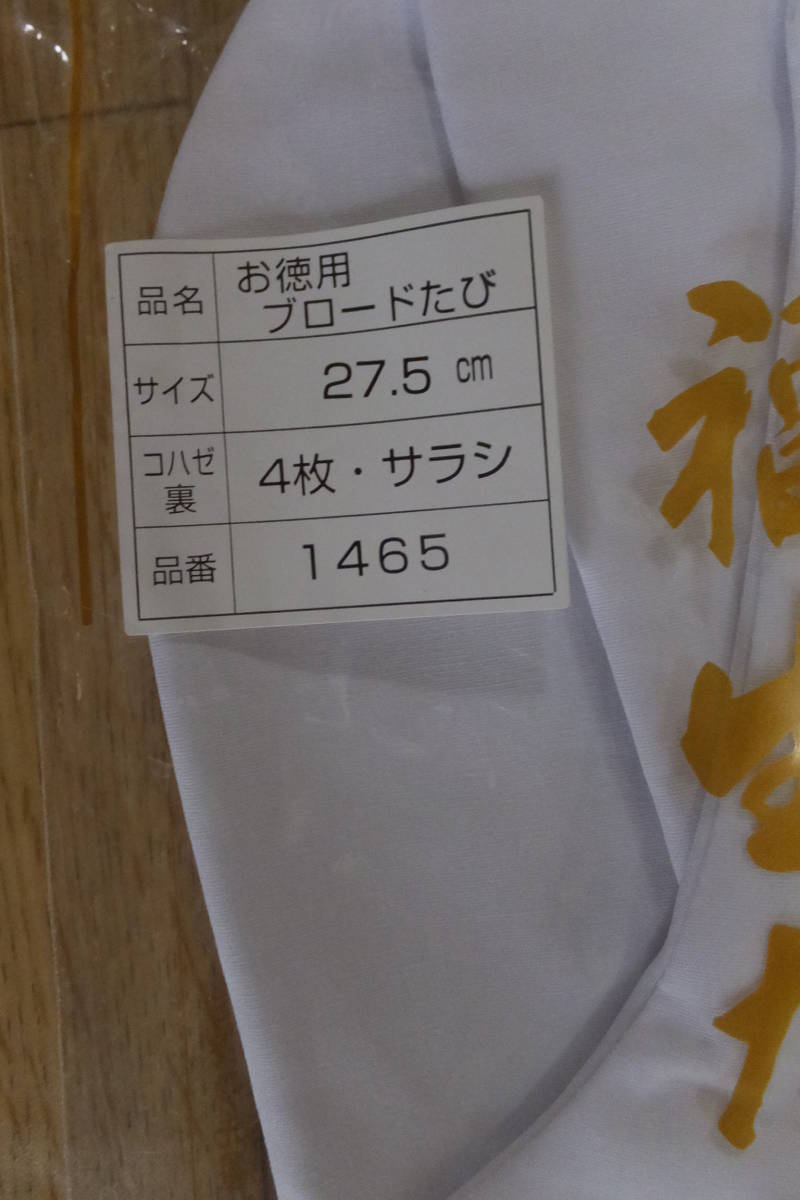 品名 お徳用
ブロードたび
サイズ 27.5 cm
コハゼ
裏 4枚・サラシ
品番 1465
福